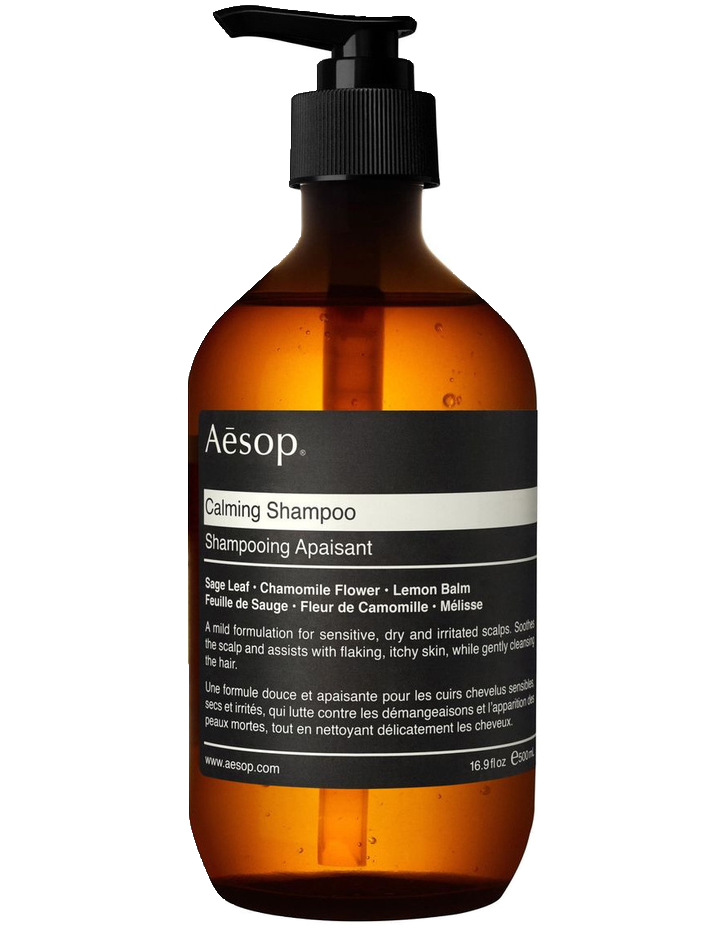 Aēsop®
Calming Shampoo
Shampooing Apaisant
Sage Leaf · Chamomile Flower · Lemon Balm
Feuille de Sauge · Fleur de Camomille · Mélisse
A mild formulation for sensitive, dry and irritated scalps. Soothes
the scalp and assists with flaking, itchy skin, while gently cleansing
the hair.
Une formule douce et apaisante pour les cuirs chevelus sensibles,
secs et irrités, qui lutte contre les démangeaisons et l'apparition des
peaux mortes, tout en nettoyant délicatement les cheveux.
www.aesop.com 16.9 fl oz ℮500mL